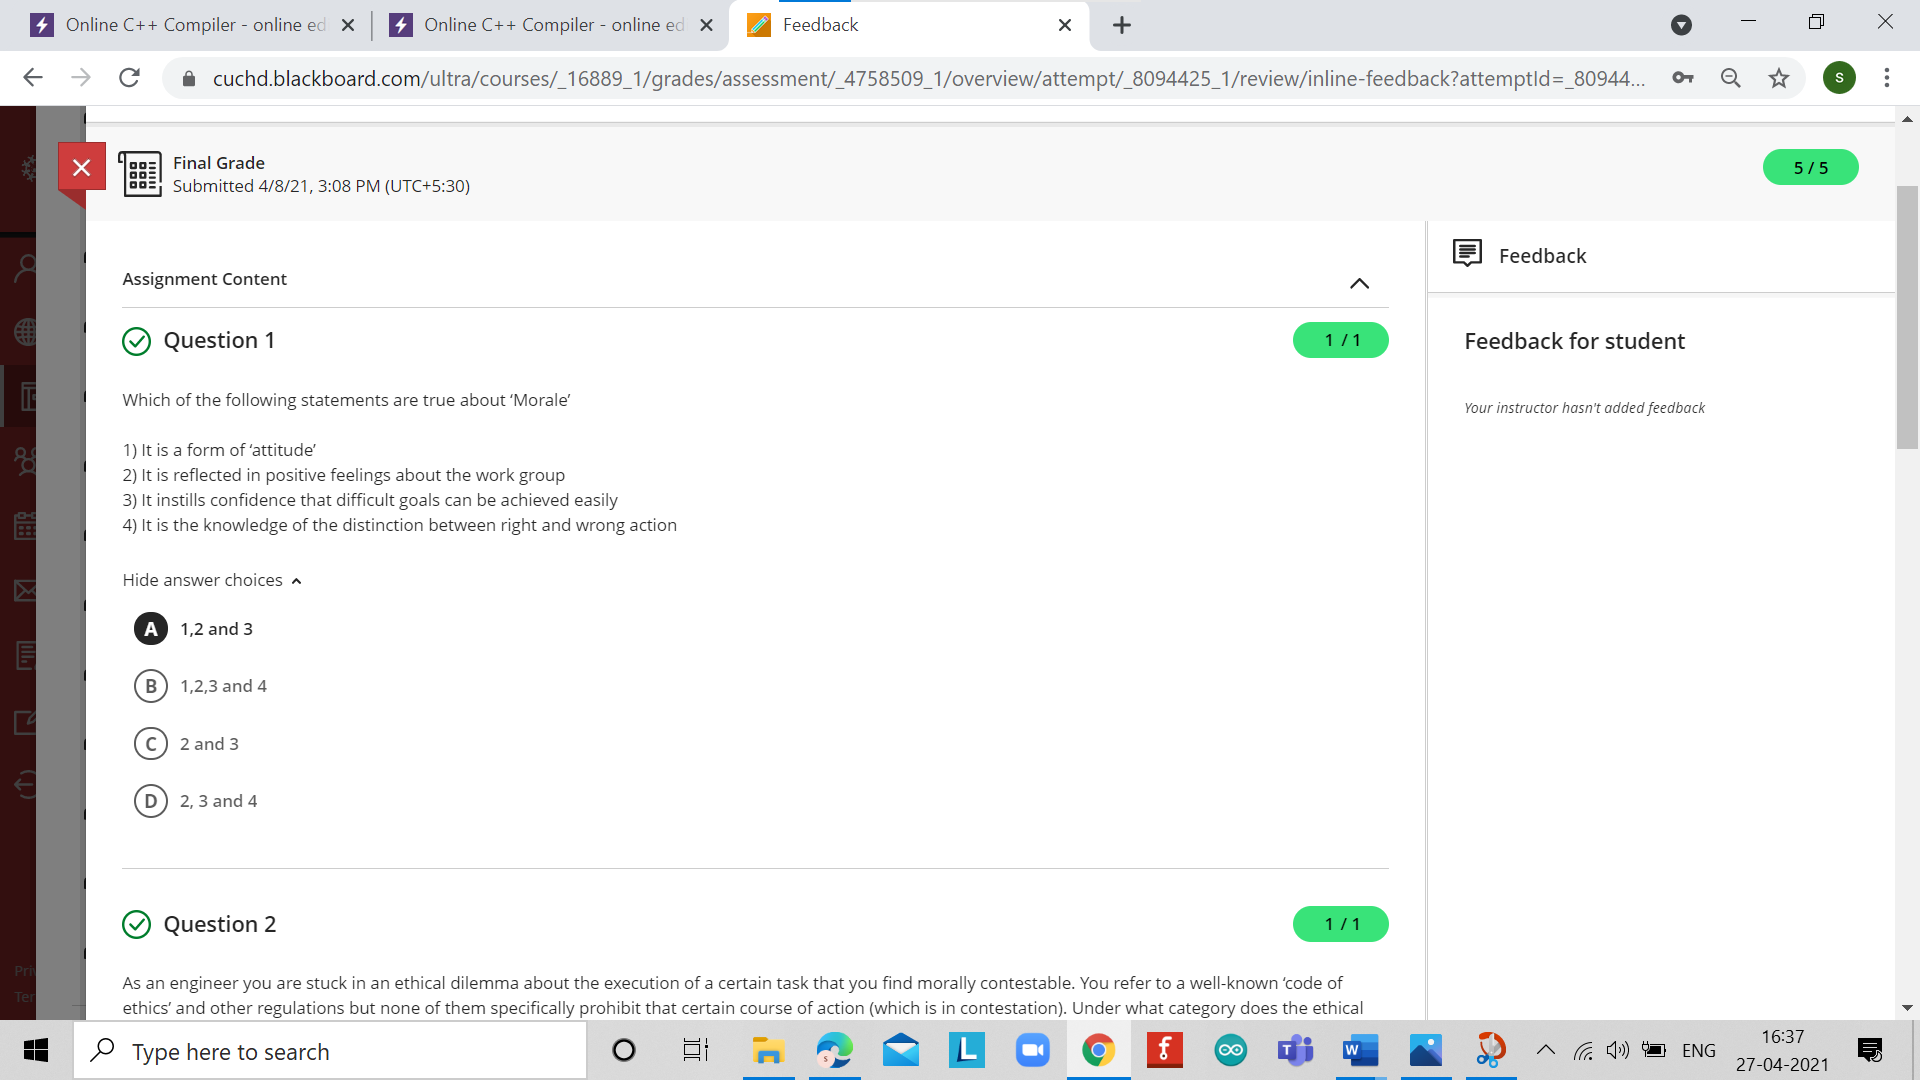 Online C++ Compiler - online ed
Online C++ Compiler - online ed
Feedback
cuchd.blackboard.com/ultra/courses/_16889_1/grades/assessment/_4758509_1/overview/attempt/_8094425_1/review/inline-feedback?attemptId=_80944...
S
Final Grade
Submitted 4/8/21, 3:08 PM (UTC+5:30)
5 / 5
Assignment Content
Feedback
Question 1
1 / 1
Feedback for student
Which of the following statements are true about ‘Morale’
Your instructor hasn't added feedback
1) It is a form of ‘attitude’
2) It is reflected in positive feelings about the work group
3) It instills confidence that difficult goals can be achieved easily
4) It is the knowledge of the distinction between right and wrong action
Hide answer choices
A 1,2 and 3
B 1,2,3 and 4
C 2 and 3
D 2, 3 and 4
Question 2
1 / 1
As an engineer you are stuck in an ethical dilemma about the execution of a certain task that you find morally contestable. You refer to a well-known ‘code of
ethics’ and other regulations but none of them specifically prohibit that certain course of action (which is in contestation). Under what category does the ethical
Type here to search
ENG
16:37
27-04-2021